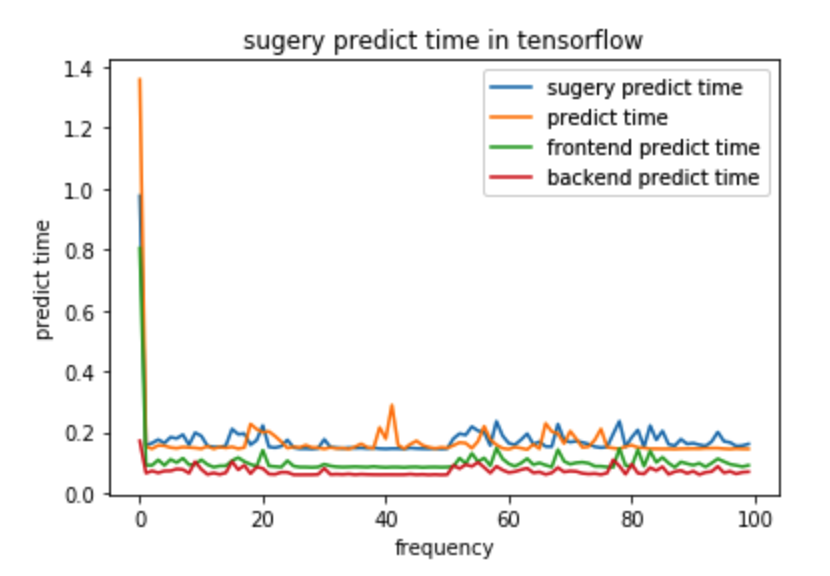 sugery predict time in tensorflow
sugery predict time
predict time
frontend predict time
backend predict time
predict time
1.4
1.2
1.0
0.8
0.6
0.4
0.2
0.0
0 20 40 60 80 100
frequency